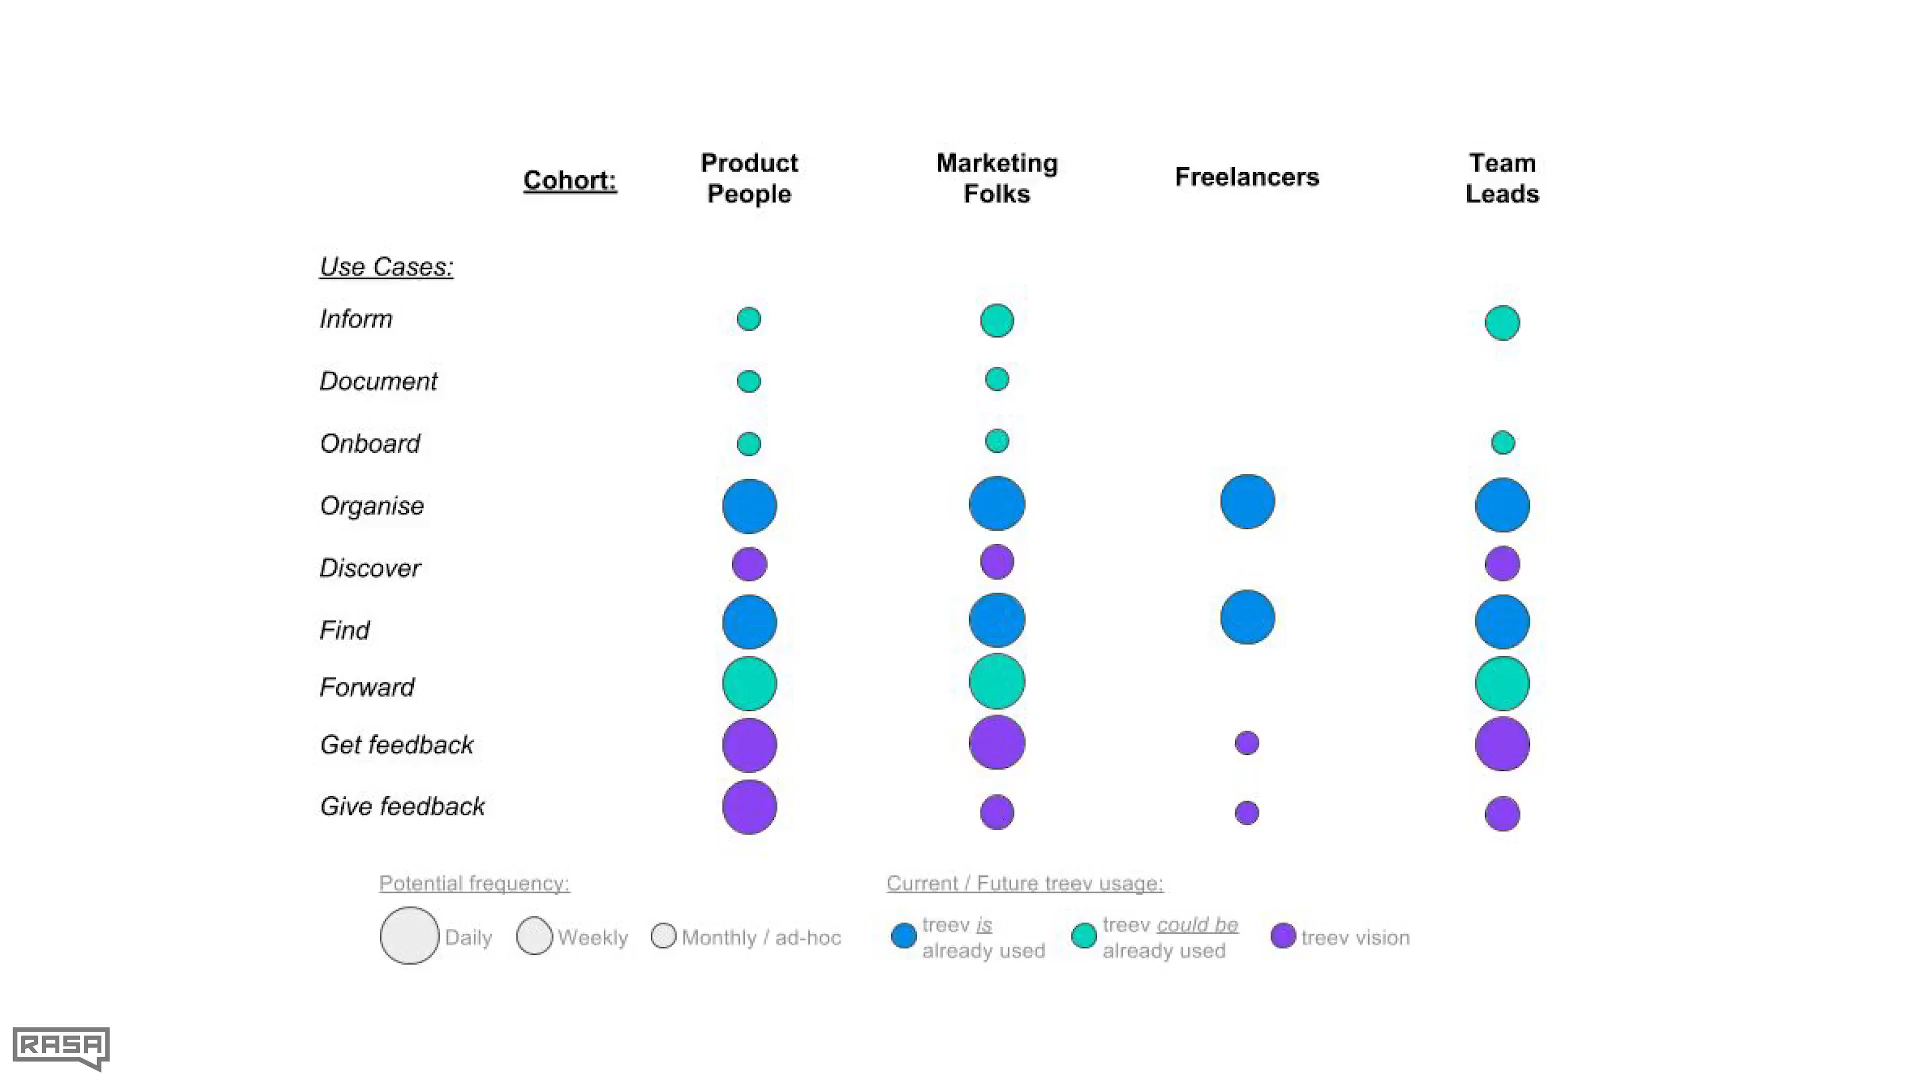 Cohort:
Product
People
Marketing
Folks
Freelancers
Team
Leads
Use Cases:
Inform
Document
Onboard
Organise
Discover
Find
Forward
Get feedback
Give feedback
Potential frequency:
Daily
Weekly
Monthly / ad-hoc
Current / Future treev usage:
treev is
already used
treev could be
already used
treev vision
RASA